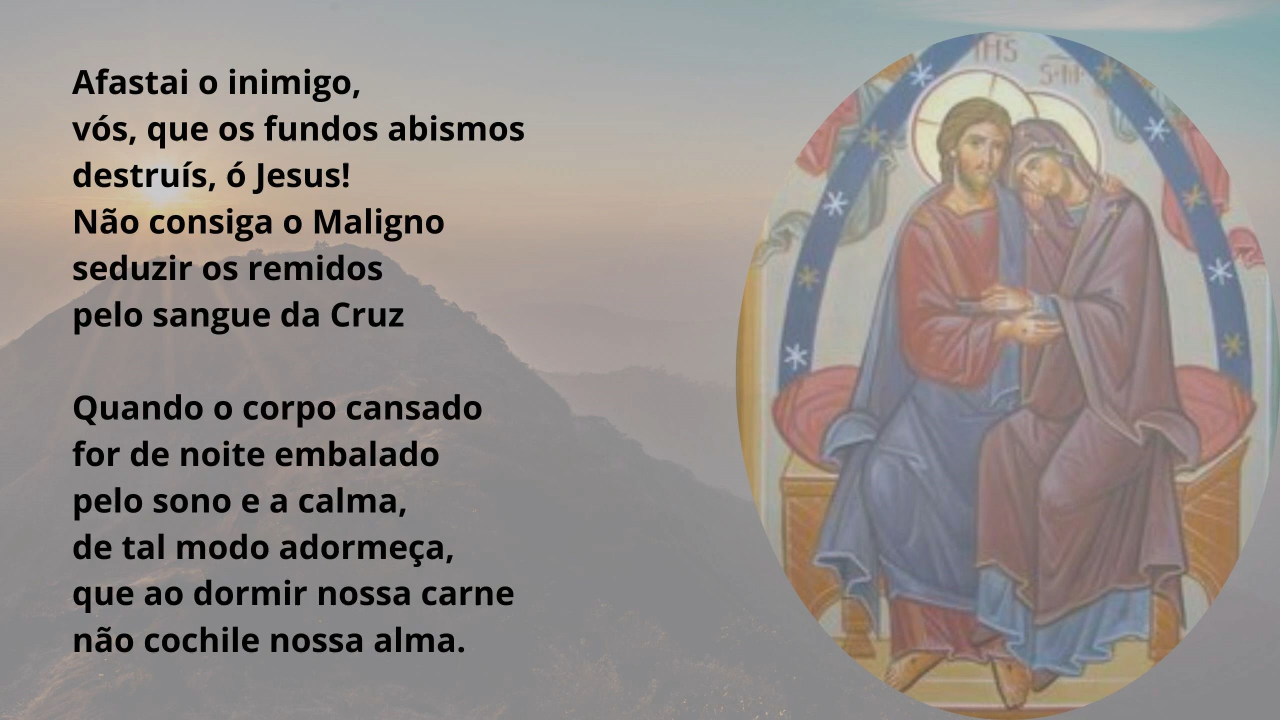 Afastai o inimigo,
vós, que os fundos abismos
destruís, ó Jesus!
Não consiga o Maligno
seduzir os remidos
pelo sangue da Cruz
Quando o corpo cansado
for de noite embalado
pelo sono e a calma,
de tal modo adormeça,
que ao dormir nossa carne
não cochile nossa alma.
IHS
S·M·